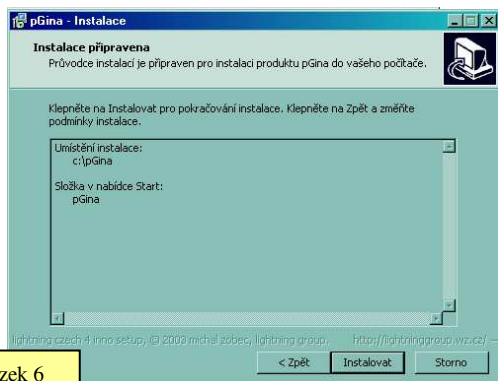 pGina - Instalace
Instalace připravena
Průvodce instalací je připraven pro instalaci produktu pGina do vašeho počítače.
Klepněte na Instalovat pro pokračování instalace. Klepněte na Zpět a změňte
podmínky instalace.
Umístění instalace:
c:\pGina
Složka v nabídce Start:
pGina
lightning czech 4 inno setup, © 2003 michal zobec, lightning group. http://lightninggroup.wz.cz/
< Zpět Instalovat Storno
zek 6